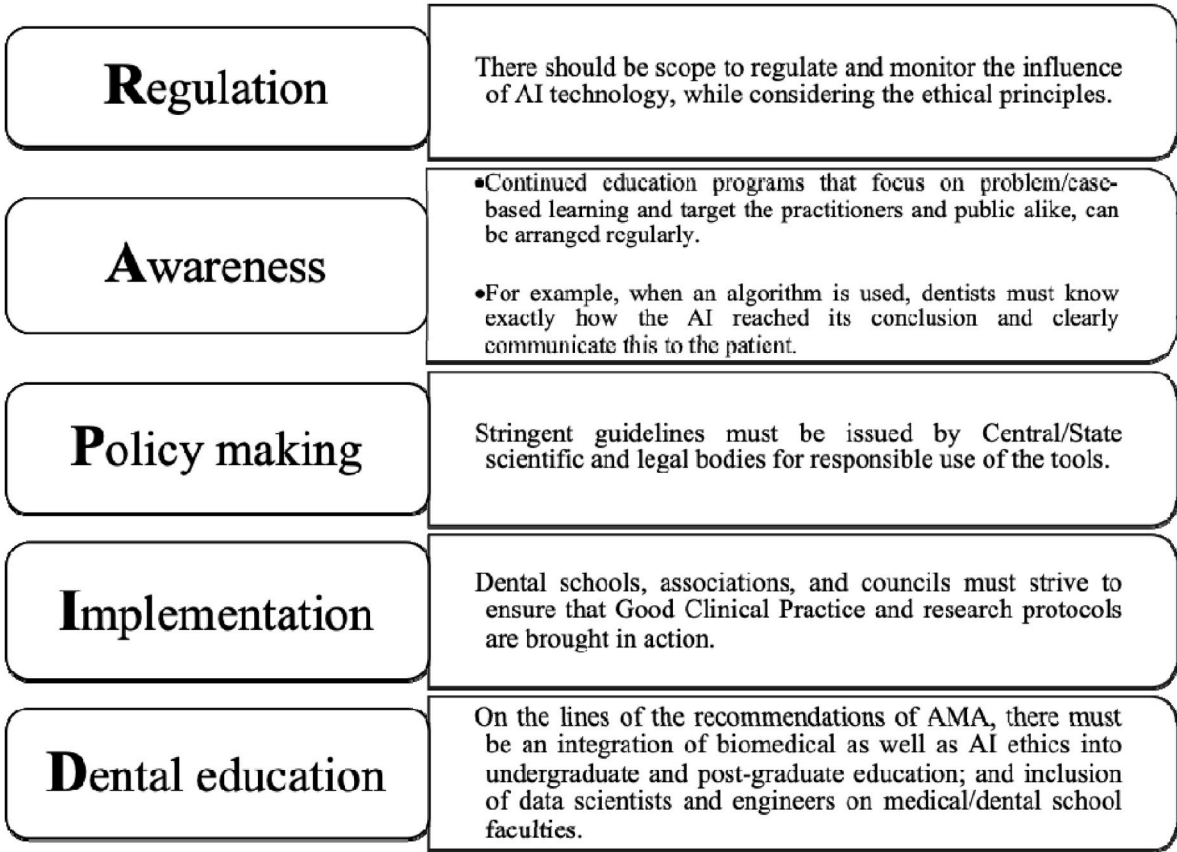 Regulation
There should be scope to regulate and monitor the influence
of AI technology, while considering the ethical principles.
Awareness
•Continued education programs that focus on problem/case-
based learning and target the practitioners and public alike, can
be arranged regularly.
•For example, when an algorithm is used, dentists must know
exactly how the AI reached its conclusion and clearly
communicate this to the patient.
Policy making
Stringent guidelines must be issued by Central/State
scientific and legal bodies for responsible use of the tools.
Implementation
Dental schools, associations, and councils must strive to
ensure that Good Clinical Practice and research protocols
are brought in action.
Dental education
On the lines of the recommendations of AMA, there must
be an integration of biomedical as well as AI ethics into
undergraduate and post-graduate education; and inclusion
of data scientists and engineers on medical/dental school
faculties.